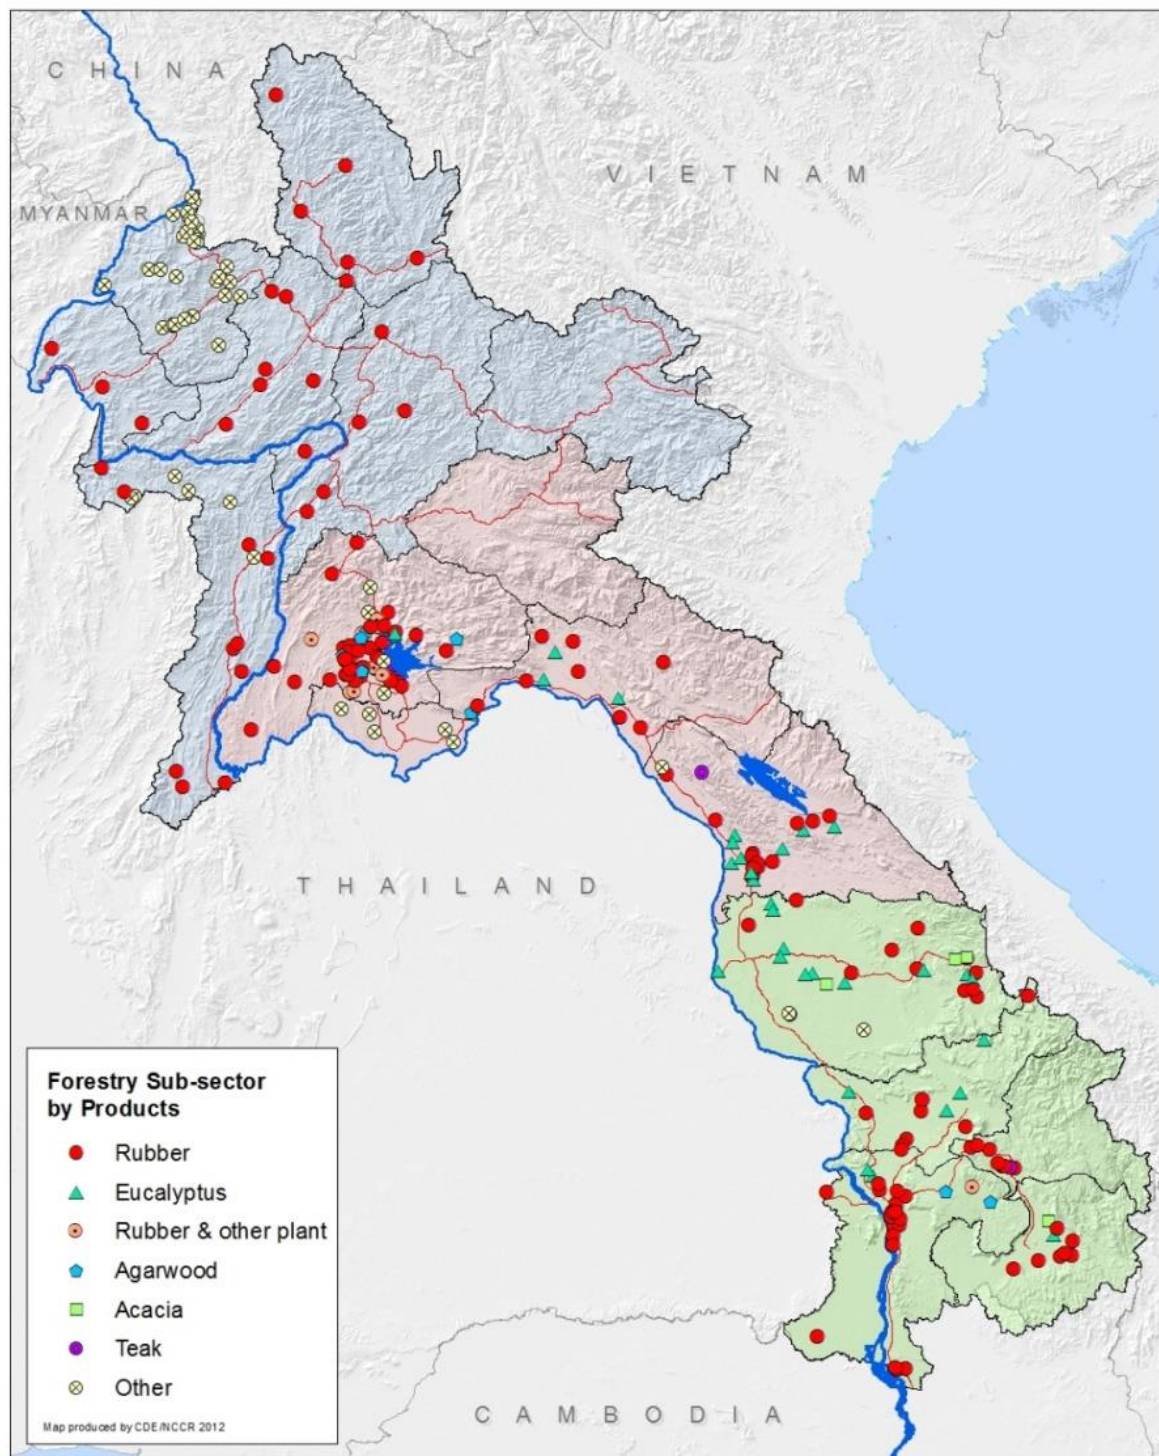 CHINA
VIETNAM
MYANMAR
THAILAND
Forestry Sub-sector
by Products
Rubber
Eucalyptus
Rubber & other plant
Agarwood
Acacia
Teak
Other
Map produced by CDE/NCCR 2012
CAMBODIA